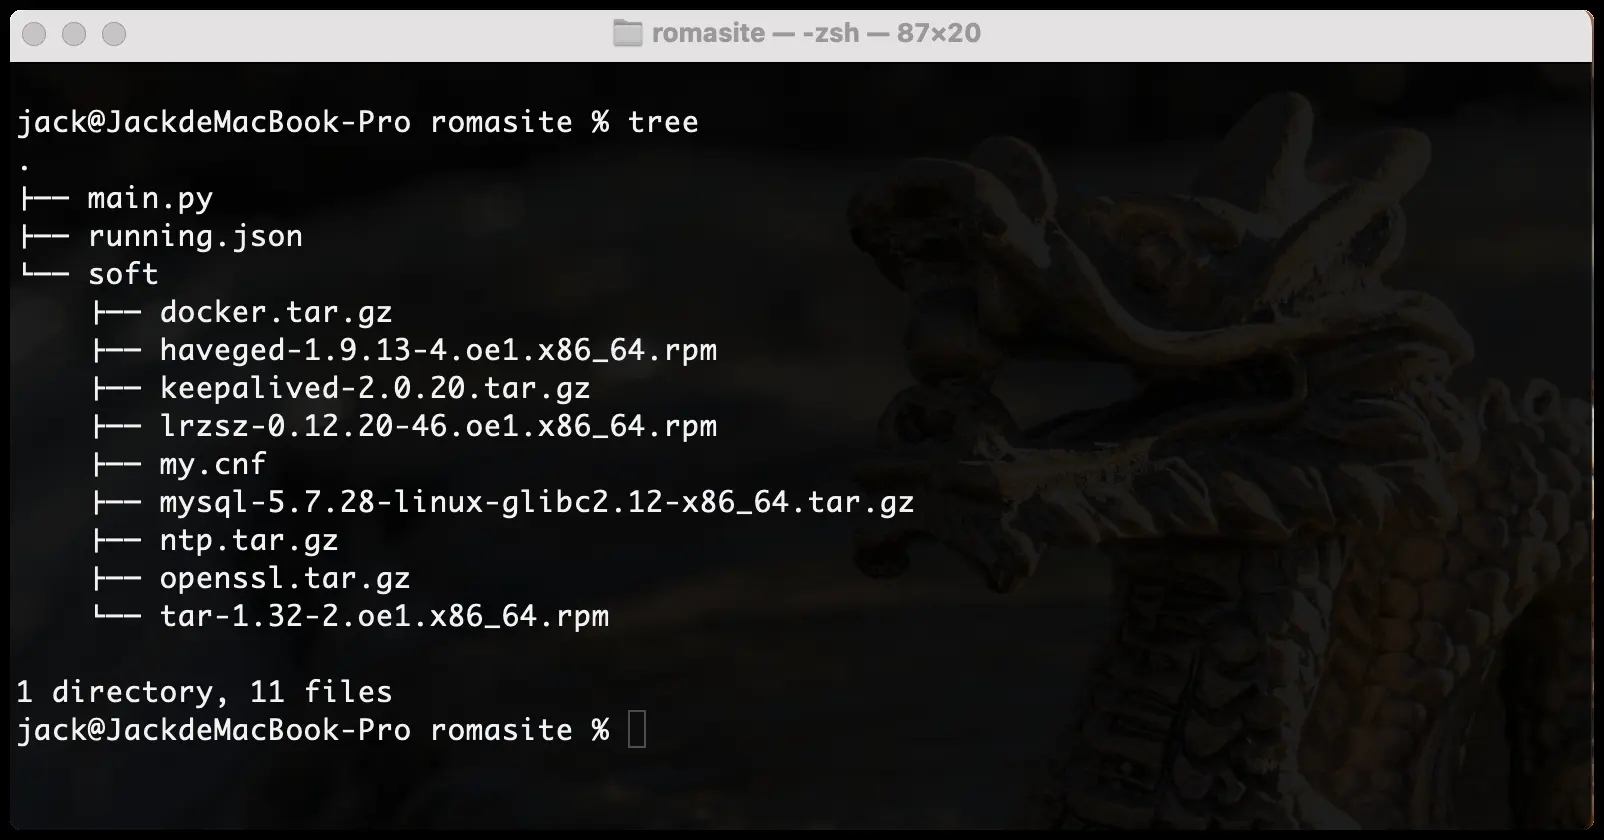 romasite — -zsh — 87×20
jack@JackdeMacBook-Pro romasite % tree
.
├── main.py
├── running.json
└── soft
    ├── docker.tar.gz
    ├── haveged-1.9.13-4.oe1.x86_64.rpm
    ├── keepalived-2.0.20.tar.gz
    ├── lrzsz-0.12.20-46.oe1.x86_64.rpm
    ├── my.cnf
    ├── mysql-5.7.28-linux-glibc2.12-x86_64.tar.gz
    ├── ntp.tar.gz
    ├── openssl.tar.gz
    └── tar-1.32-2.oe1.x86_64.rpm
1 directory, 11 files
jack@JackdeMacBook-Pro romasite %